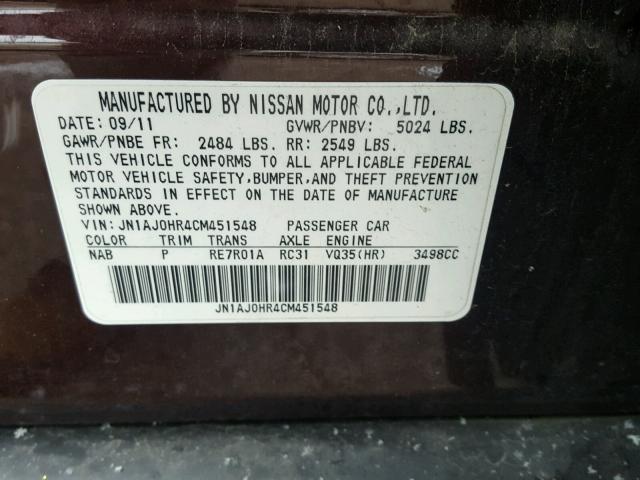 MANUFACTURED BY NISSAN MOTOR CO.,LTD.
DATE: 09/11 GVWR/PNBV: 5024 LBS.
GAWR/PNBE FR: 2484 LBS. RR: 2549 LBS.
THIS VEHICLE CONFORMS TO ALL APPLICABLE FEDERAL
MOTOR VEHICLE SAFETY,BUMPER,AND THEFT PREVENTION
STANDARDS IN EFFECT ON THE DATE OF MANUFACTURE
SHOWN ABOVE.
VIN: JN1AJ0HR4CM451548 PASSENGER CAR
COLOR TRIM TRANS AXLE ENGINE
NAB P RE7R01A RC31 VQ35(HR) 3498CC
JN1AJ0HR4CM451548